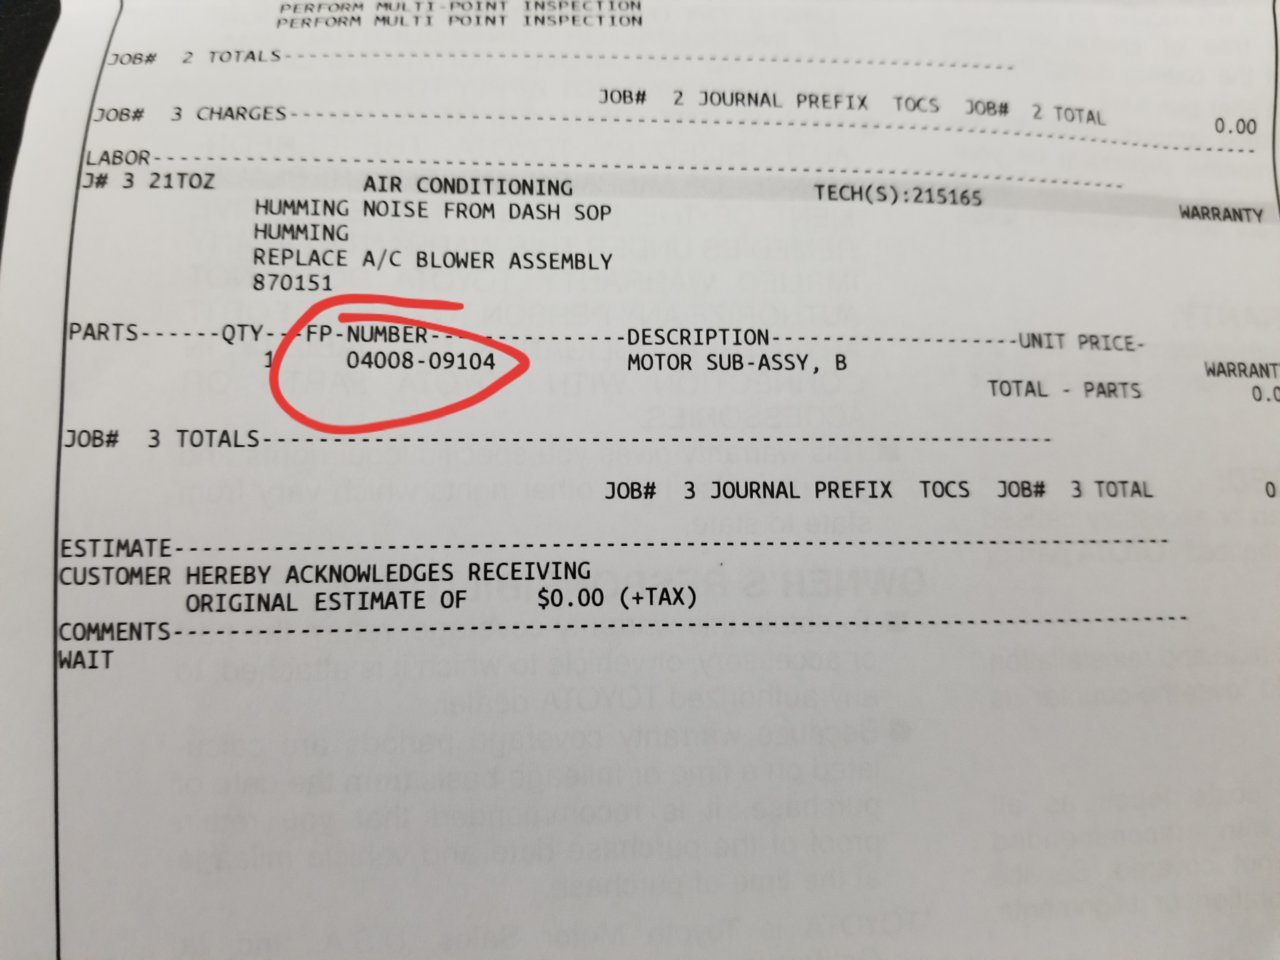 PERFORM MULTI-POINT INSPECTION
PERFORM MULTI POINT INSPECTION
JOB# 2 TOTALS-----------------------------------------------------------
JOB# 2 JOURNAL PREFIX TOCS JOB# 2 TOTAL 0.00
JOB# 3 CHARGES-----------------------------------------------------------
LABOR-----------------------------------------------------------
J# 3 21TOZ AIR CONDITIONING TECH(S):215165 WARRANTY
HUMMING NOISE FROM DASH SOP
HUMMING
REPLACE A/C BLOWER ASSEMBLY
870151
PARTS------QTY---FP-NUMBER---------------DESCRIPTION------------------UNIT PRICE-
1 04008-09104 MOTOR SUB-ASSY, B WARRANT
TOTAL - PARTS 0.0
JOB# 3 TOTALS-----------------------------------------------------------
JOB# 3 JOURNAL PREFIX TOCS JOB# 3 TOTAL 0
ESTIMATE-----------------------------------------------------------
CUSTOMER HEREBY ACKNOWLEDGES RECEIVING
ORIGINAL ESTIMATE OF $0.00 (+TAX)
COMMENTS-----------------------------------------------------------
WAIT